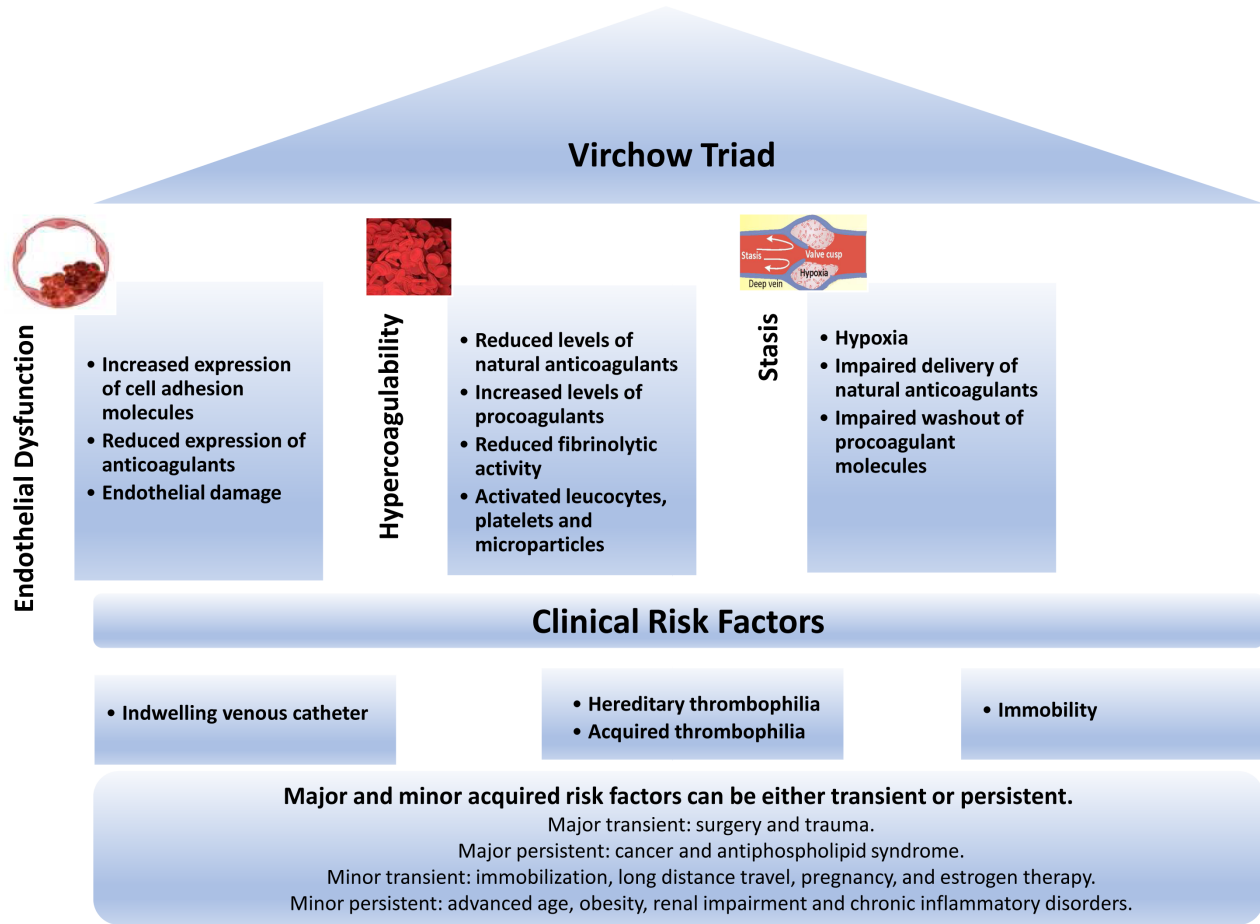 Virchow Triad
Endothelial Dysfunction
• Increased expression
of cell adhesion
molecules
• Reduced expression of
anticoagulants
• Endothelial damage
Hypercoagulability
• Reduced levels of
natural anticoagulants
• Increased levels of
procoagulants
• Reduced fibrinolytic
activity
• Activated leucocytes,
platelets and
microparticles
Stasis
Valve cusp
Hypoxia
Deep vein
Stasis
• Hypoxia
• Impaired delivery of
natural anticoagulants
• Impaired washout of
procoagulant
molecules
Clinical Risk Factors
• Indwelling venous catheter
• Hereditary thrombophilia
• Acquired thrombophilia
• Immobility
Major and minor acquired risk factors can be either transient or persistent.
Major transient: surgery and trauma.
Major persistent: cancer and antiphospholipid syndrome.
Minor transient: immobilization, long distance travel, pregnancy, and estrogen therapy.
Minor persistent: advanced age, obesity, renal impairment and chronic inflammatory disorders.